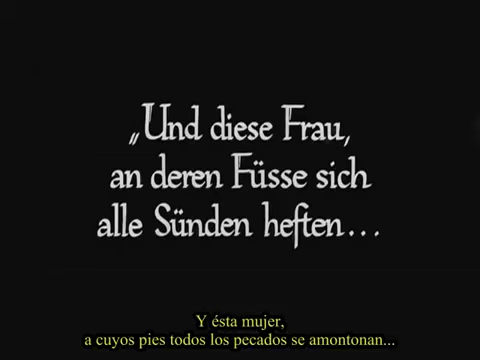 „Und diese Frau,
an deren Füsse sich
alle Sünden heften...
Y ésta mujer,
a cuyos pies todos los pecados se amontonan...